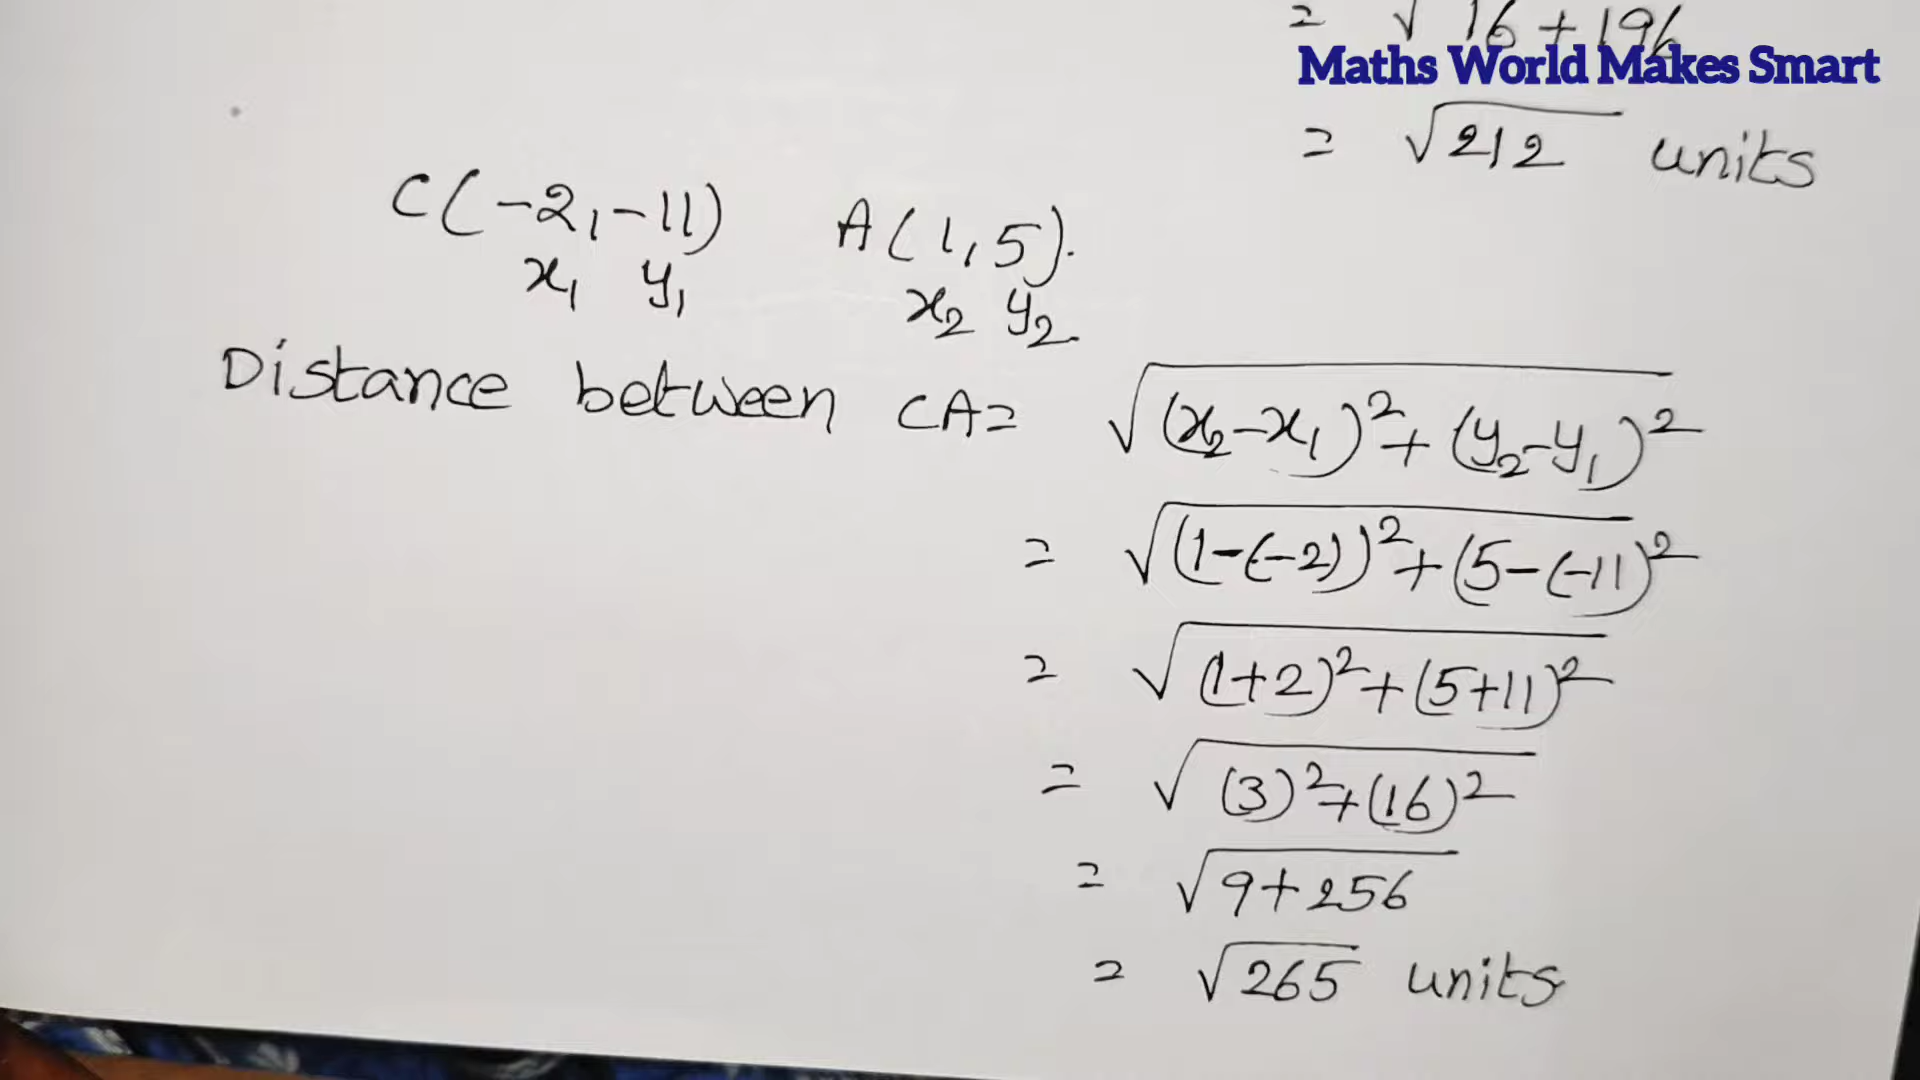 = √16+196
Maths World Makes Smart
= √212 units
C(-2,-11) A(1,5).
x₁ y₁ x₂ y₂.
Distance between CA= √(x₂-x₁)²+(y₂-y₁)²
= √(1-(-2))²+(5-(-11)²
= √(1+2)²+(5+11)²
= √(3)²+(16)²
= √9+256
= √265 units